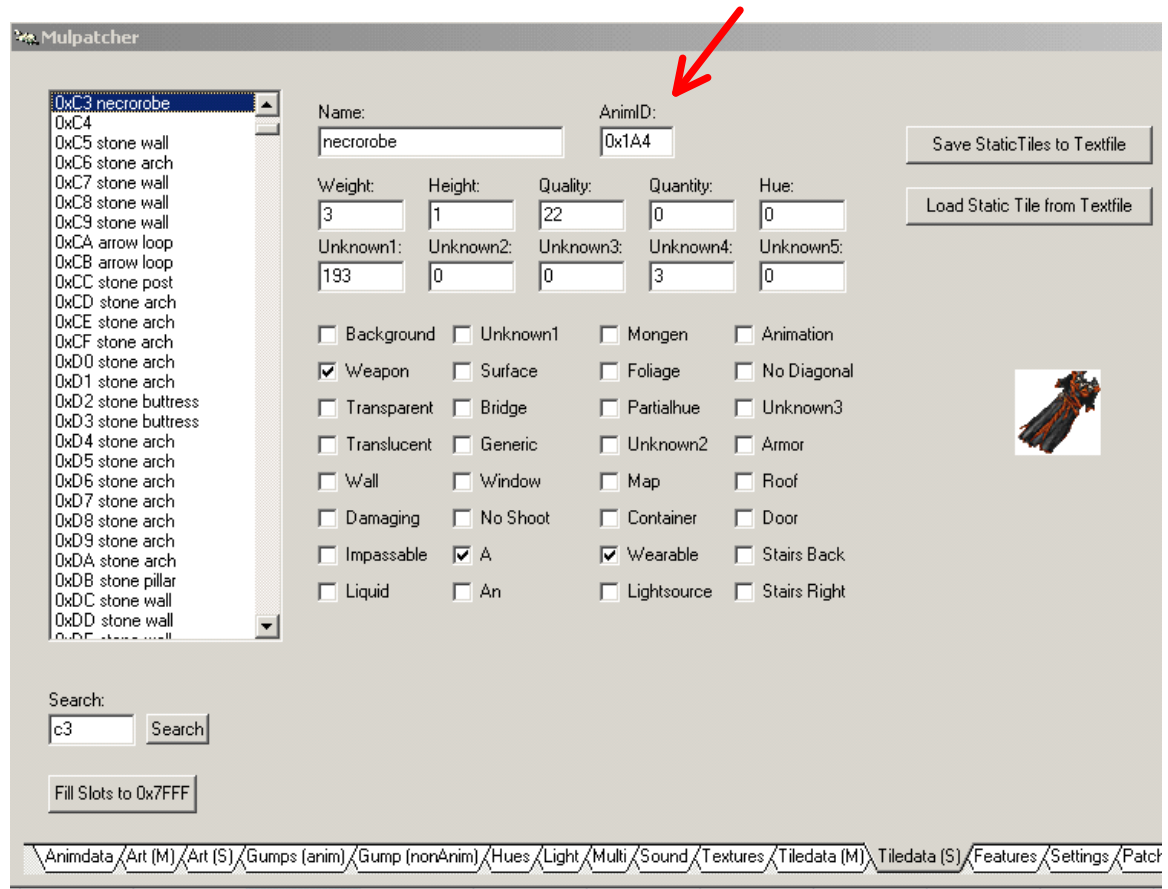 Mulpatcher
0xC3 necrorobe
0xC4
0xC5 stone wall
0xC6 stone arch
0xC7 stone wall
0xC8 stone wall
0xC9 stone wall
0xCA arrow loop
0xCB arrow loop
0xCC stone post
0xCD stone arch
0xCE stone arch
0xCF stone arch
0xD0 stone arch
0xD1 stone arch
0xD2 stone buttress
0xD3 stone buttress
0xD4 stone arch
0xD5 stone arch
0xD6 stone arch
0xD7 stone arch
0xD8 stone arch
0xD9 stone arch
0xDA stone arch
0xDB stone pillar
0xDC stone wall
0xDD stone wall
Search:
c3 Search
Fill Slots to 0x7FFF
Name: AnimID:
necrorobe 0x1A4
Weight: Height: Quality: Quantity: Hue:
3 1 22 0 0
Unknown1: Unknown2: Unknown3: Unknown4: Unknown5:
193 0 0 3 0
Background Unknown1 Mongen Animation
Weapon Surface Foliage No Diagonal
Transparent Bridge Partialhue Unknown3
Translucent Generic Unknown2 Armor
Wall Window Map Roof
Damaging No Shoot Container Door
Impassable A Wearable Stairs Back
Liquid An Lightsource Stairs Right
Save StaticTiles to Textfile
Load Static Tile from Textfile
Animdata Art (M) Art (S) Gumps (anim) Gump (nonAnim) Hues Light Multi Sound Textures Tiledata (M) Tiledata (S) Features Settings Patch